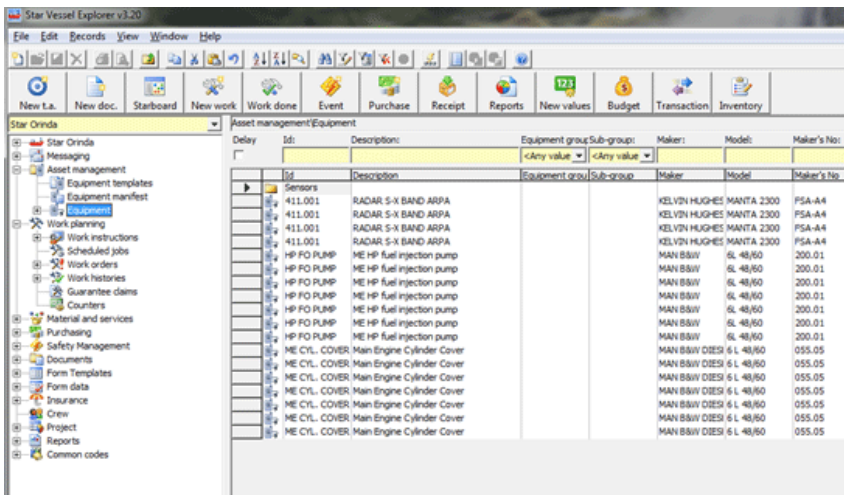 Star Vessel Explorer v3.20
File Edit Records View Window Help
New t.a. New doc. Starboard New work Work done Event Purchase Receipt Reports New values Budget Transaction Inventory
123
Star Orinda
Asset management\Equipment
Star Orinda
Messaging
Asset management
Equipment templates
Equipment manifest
Equipment
Work planning
Work instructions
Scheduled jobs
Work orders
Work histories
Guarantee claims
Counters
Material and services
Purchasing
Safety Management
Documents
Form Templates
Form data
Insurance
Crew
Project
Reports
Common codes
Delay Id: Description: Equipment group Sub-group: Maker: Model: Maker's No:
<Any value <Any value
Id Description Equipment grou Sub-group Maker Model Maker's No
Sensors
411.001 RADAR S-X BAND ARPA KELVIN HUGHES MANTA 2300 FSA-A4
411.001 RADAR S-X BAND ARPA KELVIN HUGHES MANTA 2300 FSA-A4
411.001 RADAR S-X BAND ARPA KELVIN HUGHES MANTA 2300 FSA-A4
411.001 RADAR S-X BAND ARPA KELVIN HUGHES MANTA 2300 FSA-A4
HP FO PUMP ME HP fuel injection pump MAN B&W 6L 48/60 200.01
HP FO PUMP ME HP fuel injection pump MAN B&W 6L 48/60 200.01
HP FO PUMP ME HP fuel injection pump MAN B&W 6L 48/60 200.01
HP FO PUMP ME HP fuel injection pump MAN B&W 6L 48/60 200.01
HP FO PUMP ME HP fuel injection pump MAN B&W 6L 48/60 200.01
HP FO PUMP ME HP fuel injection pump MAN B&W 6L 48/60 200.01
HP FO PUMP ME HP fuel injection pump MAN B&W 6L 48/60 200.01
ME CYL. COVER Main Engine Cylinder Cover MAN B&W DIESI 6 L 48/60 055.05
ME CYL. COVER Main Engine Cylinder Cover MAN B&W DIESI 6 L 48/60 055.05
ME CYL. COVER Main Engine Cylinder Cover MAN B&W DIESI 6 L 48/60 055.05
ME CYL. COVER Main Engine Cylinder Cover MAN B&W DIESI 6 L 48/60 055.05
ME CYL. COVER Main Engine Cylinder Cover MAN B&W DIESI 6 L 48/60 055.05
ME CYL. COVER Main Engine Cylinder Cover MAN B&W DIESI 6 L 48/60 055.05
ME CYL. COVER Main Engine Cylinder Cover MAN B&W DIESI 6 L 48/60 055.05